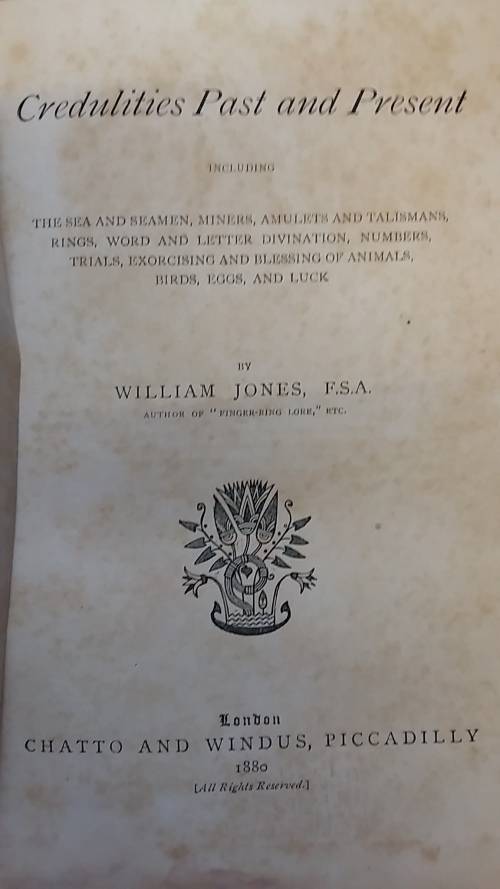 Credulities Past and Present
INCLUDING
THE SEA AND SEAMEN, MINERS, AMULETS AND TALISMANS,
RINGS, WORD AND LETTER DIVINATION, NUMBERS,
TRIALS, EXORCISING AND BLESSING OF ANIMALS,
BIRDS, EGGS, AND LUCK
BY
WILLIAM JONES, F.S.A.
AUTHOR OF "FINGER-RING LORE," ETC.
London
CHATTO AND WINDUS, PICCADILLY
1880
[All Rights Reserved.]